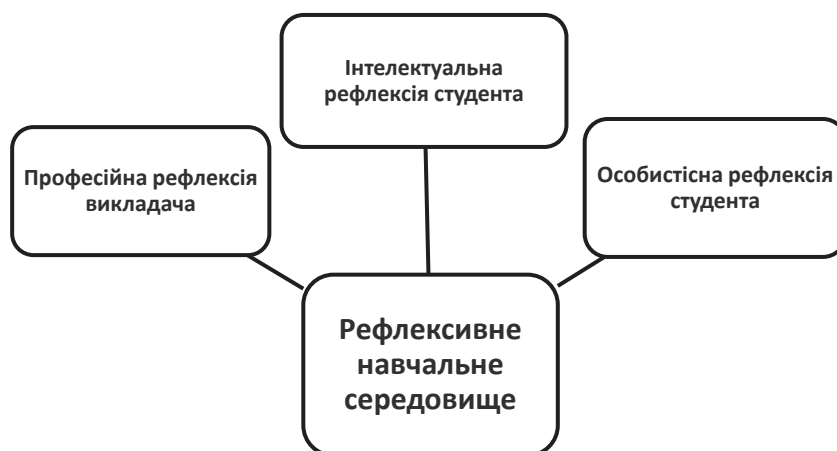 Інтелектуальна
рефлексія студента
Професійна рефлексія
викладача
Особистісна рефлексія
студента
Рефлексивне
навчальне
середовище